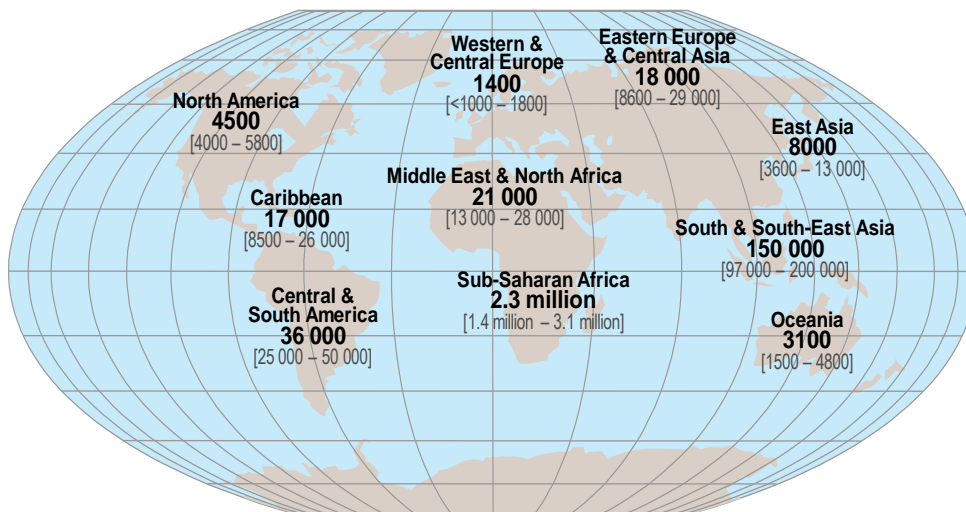 Western &
Central Europe
1400
[<1000 – 1800]
Eastern Europe
& Central Asia
18 000
[8600 – 29 000]
North America
4500
[4000 – 5800]
East Asia
8000
[3600 – 13 000]
Middle East & North Africa
21 000
[13 000 – 28 000]
Caribbean
17 000
[8500 – 26 000]
South & South-East Asia
150 000
[97 000 – 200 000]
Sub-Saharan Africa
2.3 million
[1.4 million – 3.1 million]
Central &
South America
36 000
[25 000 – 50 000]
Oceania
3100
[1500 – 4800]